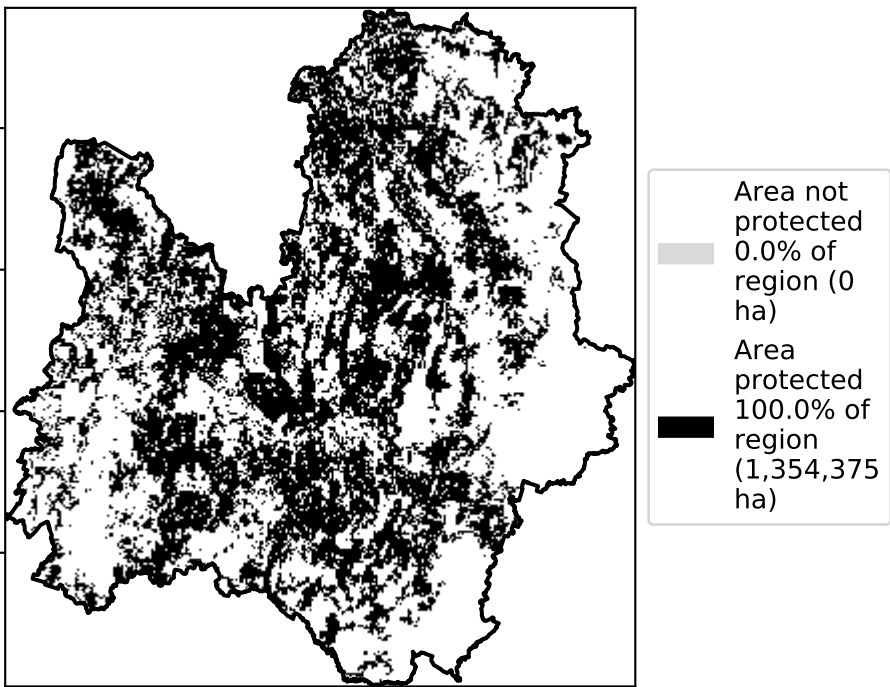 Area not
protected
0.0% of
region (0
ha)
Area
protected
100.0% of
region
(1,354,375
ha)